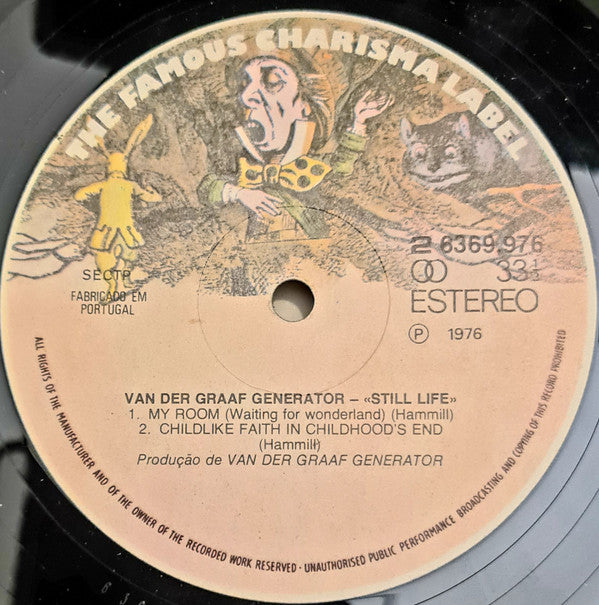 THE FAMOUS CHARISMA LABEL
2 6369 976
33⅓
ESTEREO
Ⓟ 1976
SECTP
FABRICADO EM
PORTUGAL
VAN DER GRAAF GENERATOR – «STILL LIFE»
1. MY ROOM (Waiting for wonderland) (Hammill)
2. CHILDLIKE FAITH IN CHILDHOOD'S END
(Hammill)
Produção de VAN DER GRAAF GENERATOR
ALL RIGHTS OF THE MANUFACTURER AND OF THE OWNER OF THE RECORDED WORK RESERVED · UNAUTHORISED PUBLIC PERFORMANCE BROADCASTING AND COPYING OF THIS RECORD PROHIBITED